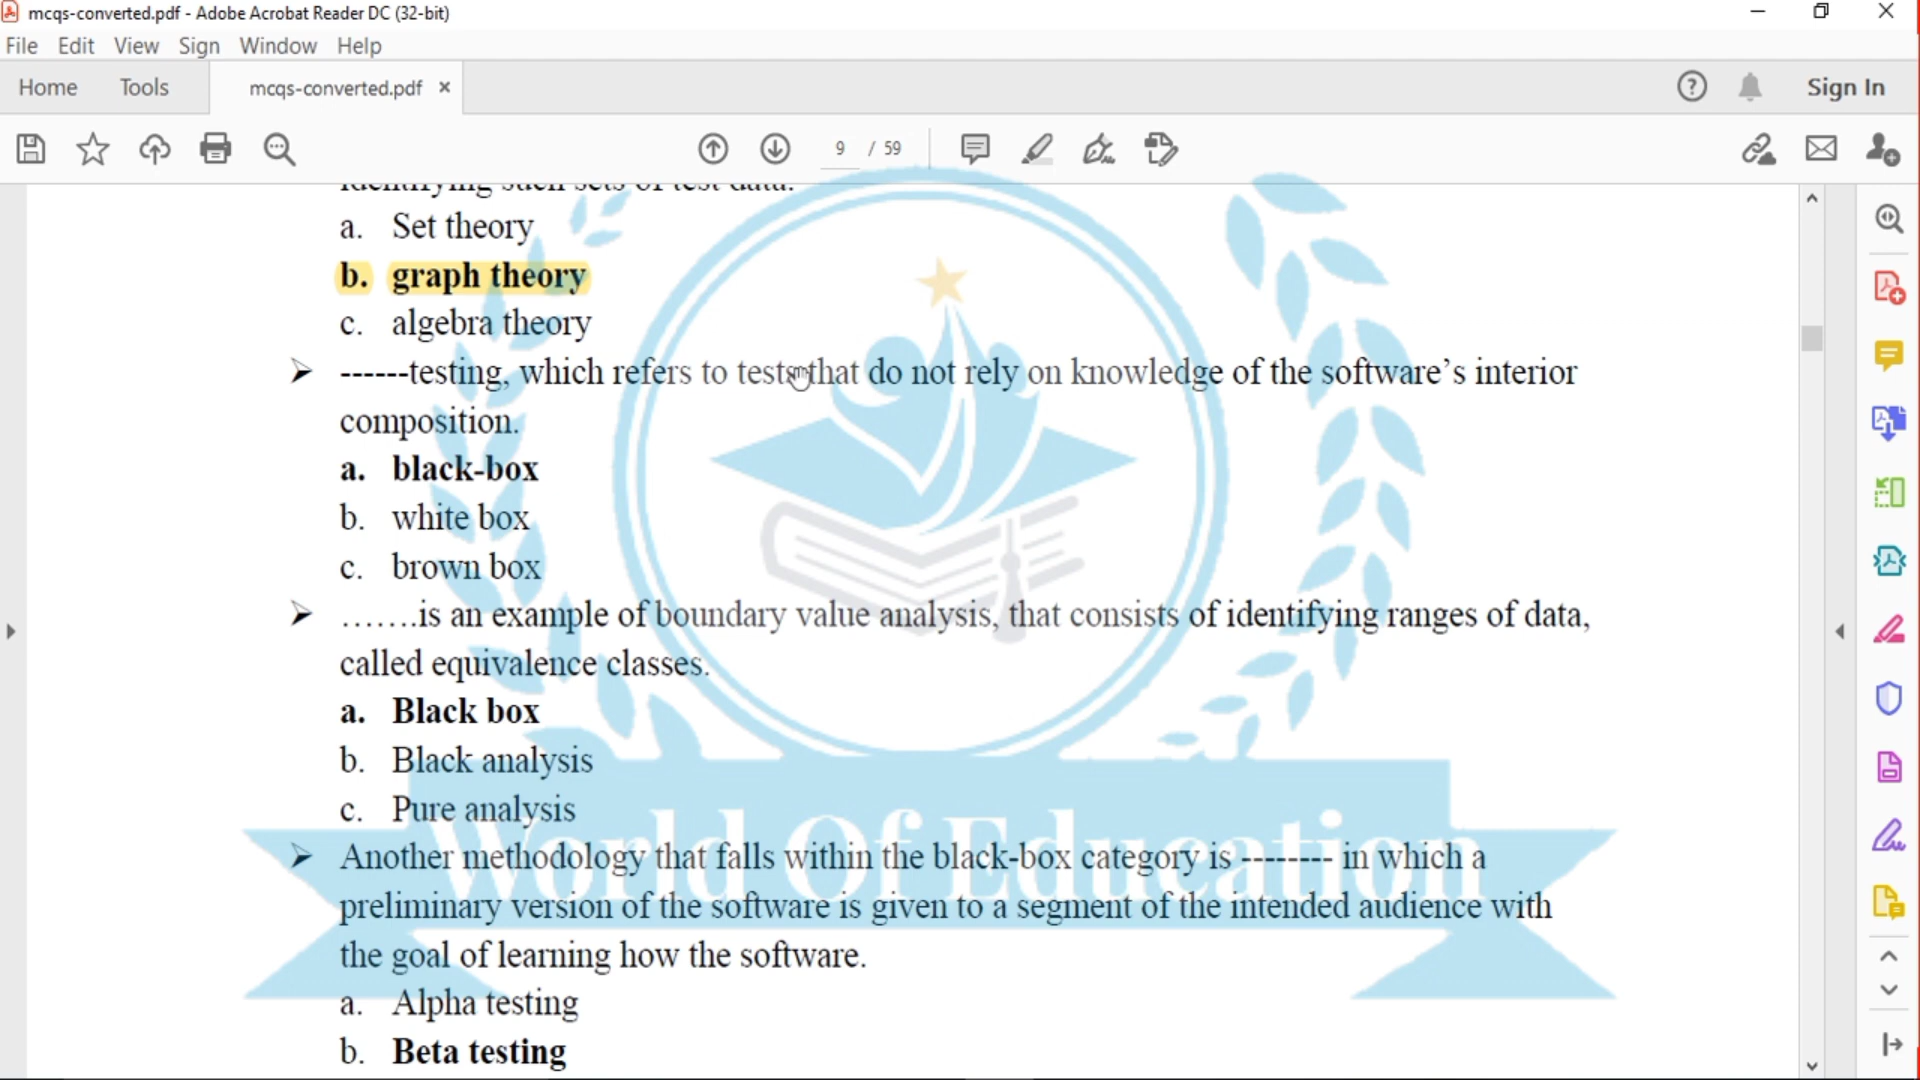 mcqs-converted.pdf - Adobe Acrobat Reader DC (32-bit)
File Edit View Sign Window Help
Home Tools mcqs-converted.pdf × Sign In
9 / 59
identifying such sets of test data.
a. Set theory
b. graph theory
c. algebra theory
➢ ------testing, which refers to tests that do not rely on knowledge of the software’s interior
composition.
a. black-box
b. white box
c. brown box
➢ …….is an example of boundary value analysis, that consists of identifying ranges of data,
called equivalence classes.
a. Black box
b. Black analysis
c. Pure analysis
World Of Education
➢ Another methodology that falls within the black-box category is -------- in which a
preliminary version of the software is given to a segment of the intended audience with
the goal of learning how the software.
a. Alpha testing
b. Beta testing